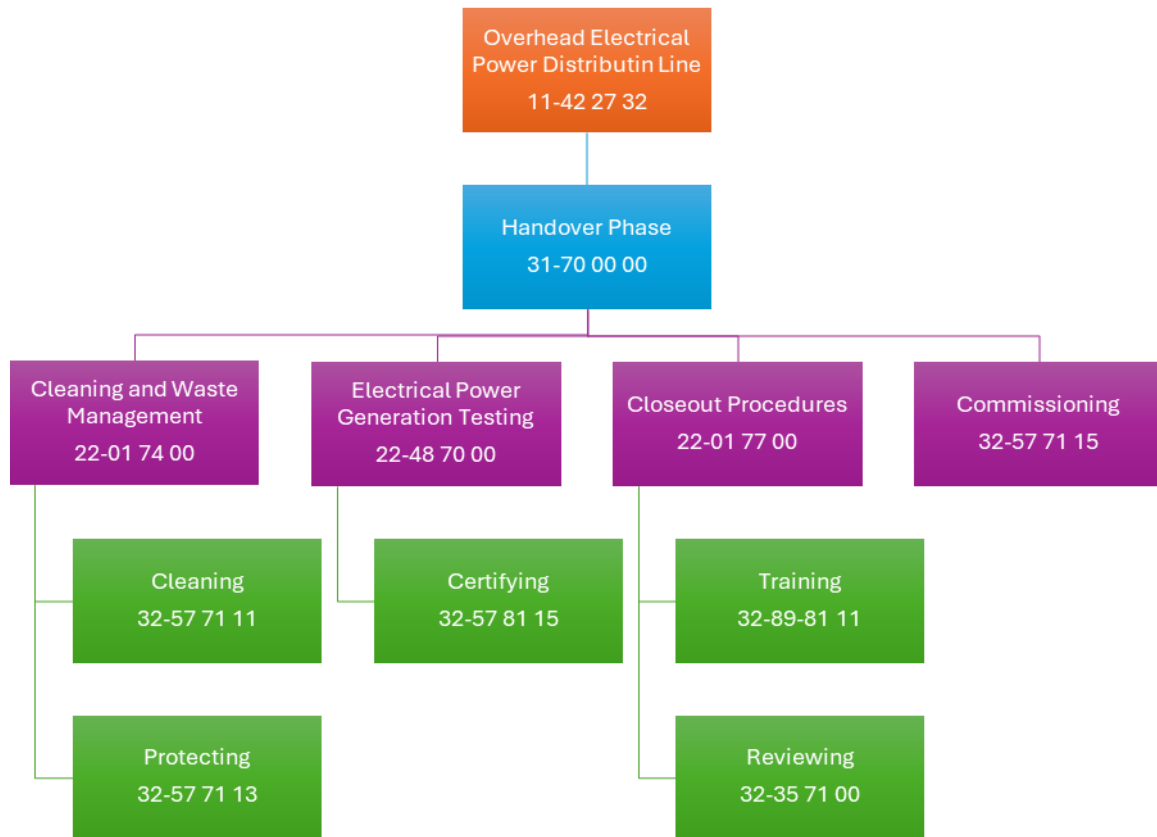 Overhead Electrical
Power Distributin Line
11-42 27 32
Handover Phase
31-70 00 00
Cleaning and Waste
Management
22-01 74 00
Electrical Power
Generation Testing
22-48 70 00
Closeout Procedures
22-01 77 00
Commissioning
32-57 71 15
Cleaning
32-57 71 11
Certifying
32-57 81 15
Training
32-89-81 11
Protecting
32-57 71 13
Reviewing
32-35 71 00